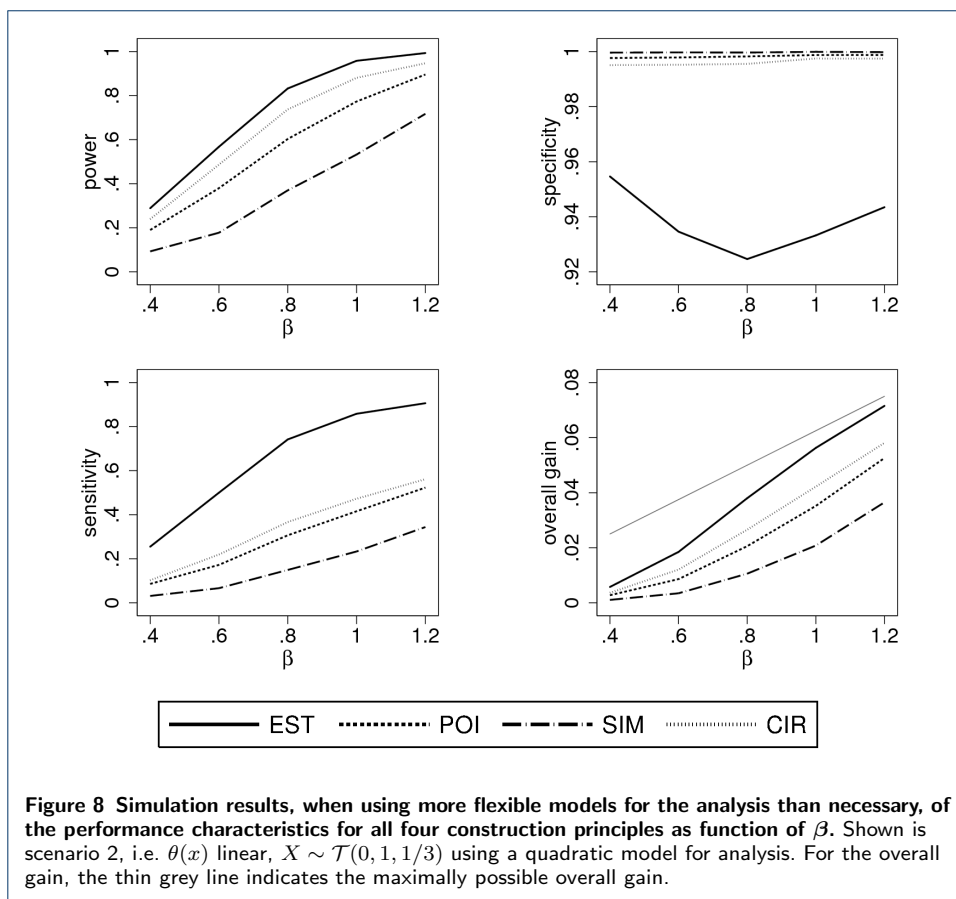 power
0 .2 .4 .6 .8 1
.4 .6 .8 1 1.2
β
specificity
.92 .94 .96 .98 1
.4 .6 .8 1 1.2
β
sensitivity
0 .2 .4 .6 .8 1
.4 .6 .8 1 1.2
β
overall gain
0 .02 .04 .06 .08
.4 .6 .8 1 1.2
β
EST POI SIM CIR
Figure 8 Simulation results, when using more flexible models for the analysis than necessary, of
the performance characteristics for all four construction principles as function of β. Shown is
scenario 2, i.e. θ(x) linear, X ∼ 𝒯(0, 1, 1/3) using a quadratic model for analysis. For the overall
gain, the thin grey line indicates the maximally possible overall gain.